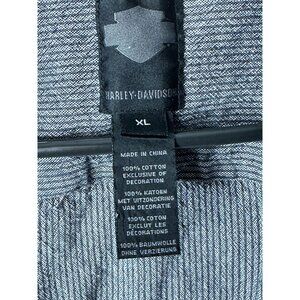 HARLEY-DAVIDSON
XL
MADE IN CHINA
100% COTTON
EXCLUSIVE OF
DECORATION
100% KATOEN
MET UITZONDERING
VAN DECORATIE
100% COTON
EXCLUT LES
DÉCORATIONS
100% BAUMWOLLE
OHNE VERZIERUNG